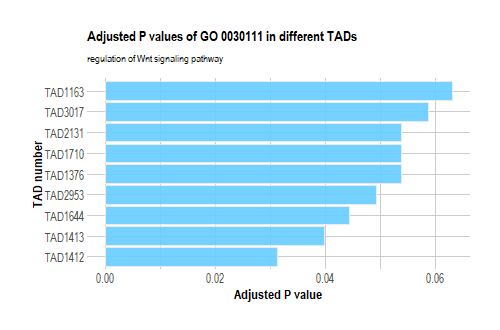 Adjusted P values of GO 0030111 in different TADs
regulation of Wnt signaling pathway
TAD number
TAD1163
TAD3017
TAD2131
TAD1710
TAD1376
TAD2953
TAD1644
TAD1413
TAD1412
0.00 0.02 0.04 0.06
Adjusted P value